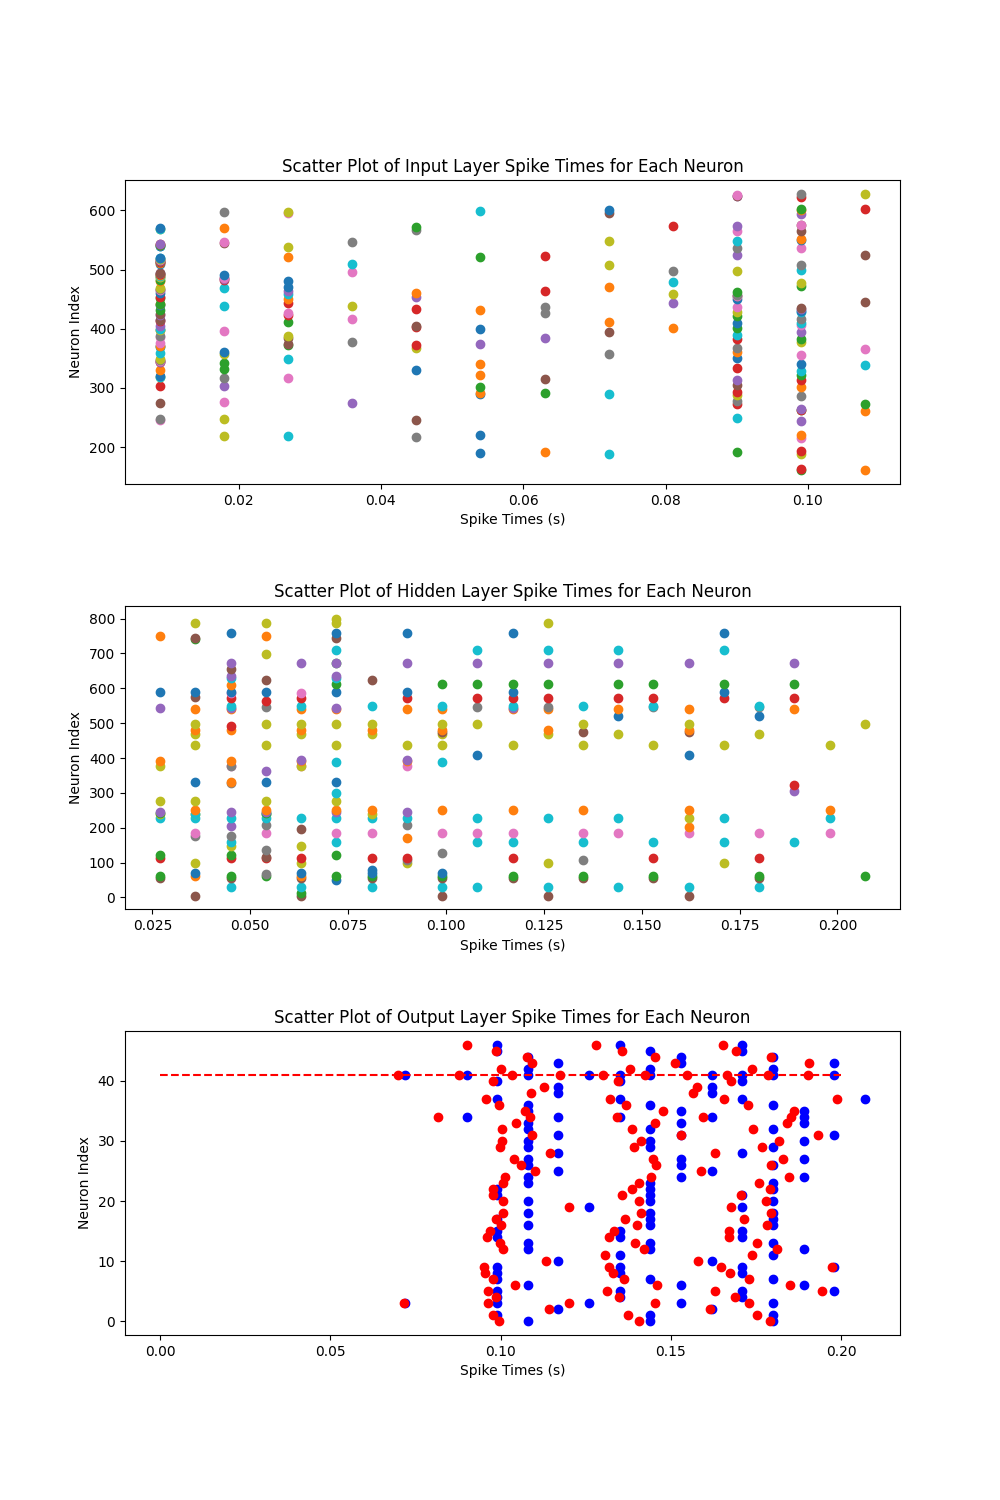 Scatter Plot of Input Layer Spike Times for Each Neuron
600
500
400
300
200
Neuron Index
0.02 0.04 0.06 0.08 0.10
Spike Times (s)
Scatter Plot of Hidden Layer Spike Times for Each Neuron
800
700
600
500
400
300
200
100
0
Neuron Index
0.025 0.050 0.075 0.100 0.125 0.150 0.175 0.200
Spike Times (s)
Scatter Plot of Output Layer Spike Times for Each Neuron
40
30
20
10
0
Neuron Index
0.00 0.05 0.10 0.15 0.20
Spike Times (s)